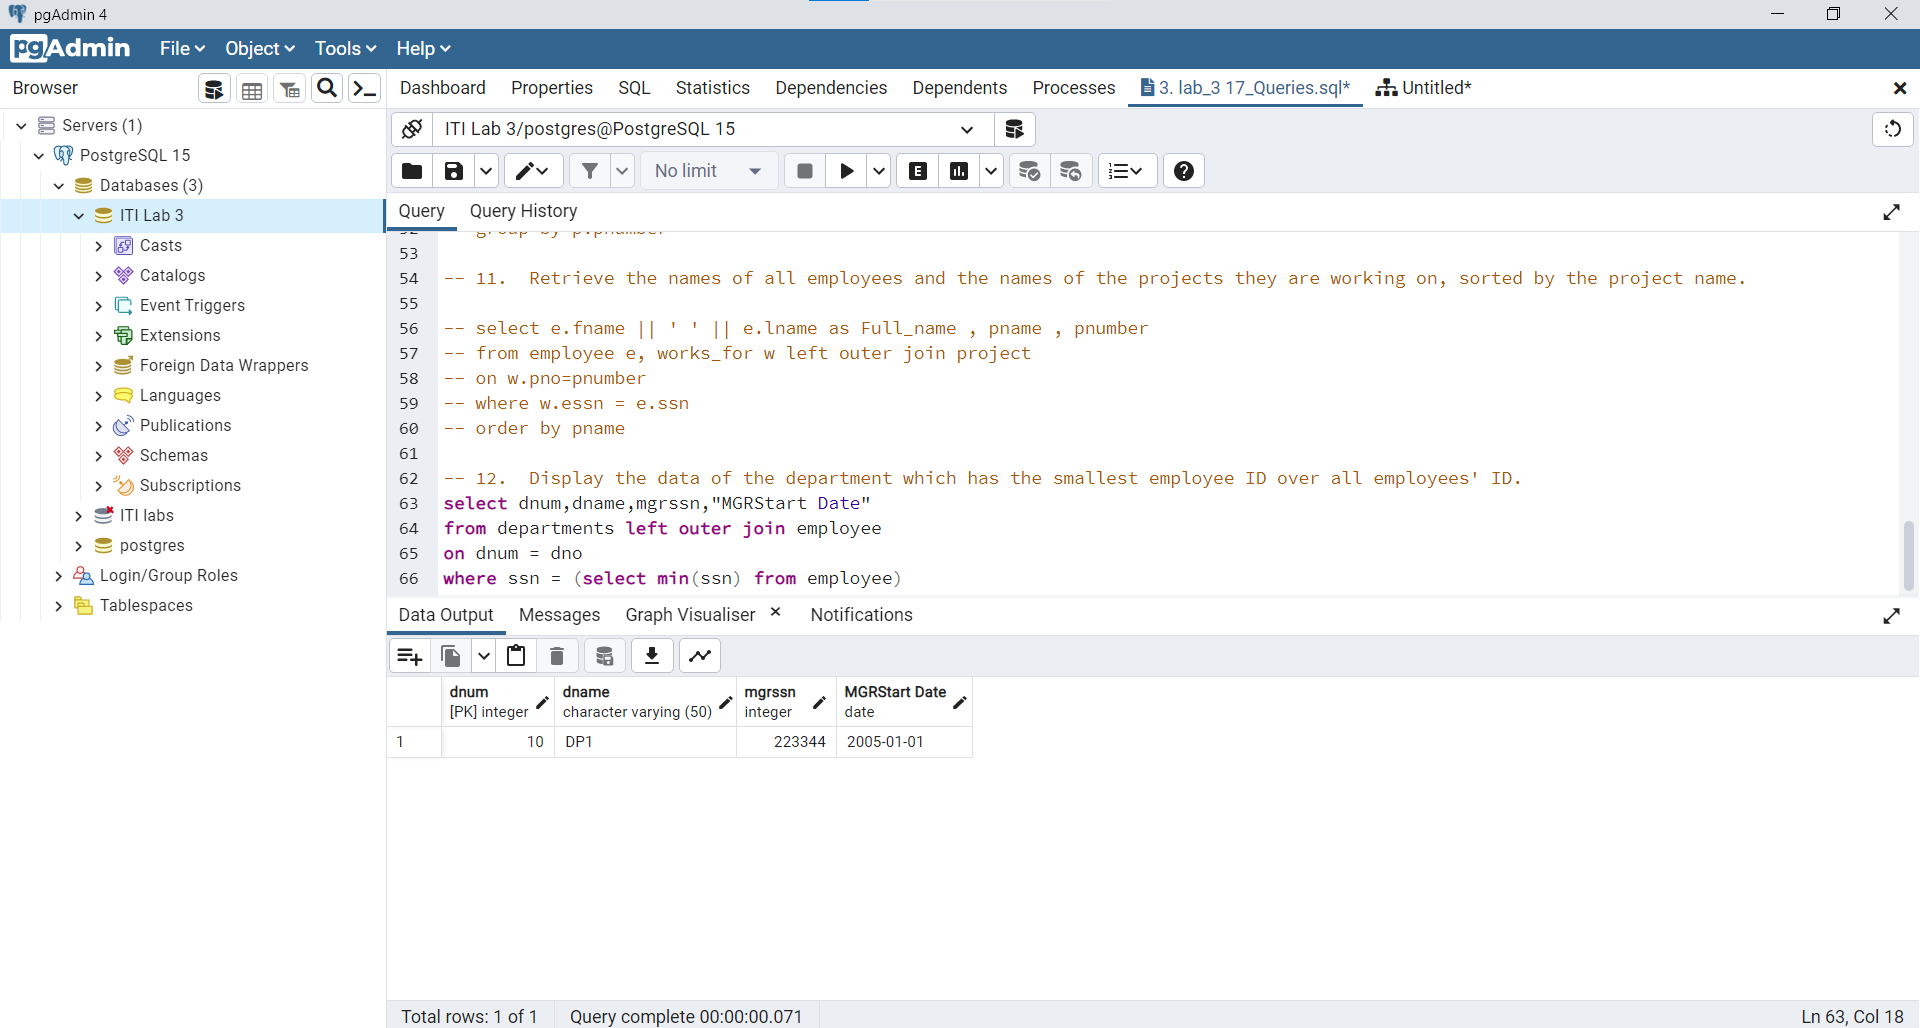 pgAdmin 4
pgAdmin File Object Tools Help
Browser
Dashboard Properties SQL Statistics Dependencies Dependents Processes 3. lab_3 17_Queries.sql* Untitled*
Servers (1)
PostgreSQL 15
Databases (3)
ITI Lab 3
Casts
Catalogs
Event Triggers
Extensions
Foreign Data Wrappers
Languages
Publications
Schemas
Subscriptions
ITI labs
postgres
Login/Group Roles
Tablespaces
ITI Lab 3/postgres@PostgreSQL 15
No limit
E
Query Query History
52 group by p.pnumber
53
54 -- 11. Retrieve the names of all employees and the names of the projects they are working on, sorted by the project name.
55
56 -- select e.fname || ' ' || e.lname as Full_name , pname , pnumber
57 -- from employee e, works_for w left outer join project
58 -- on w.pno=pnumber
59 -- where w.essn = e.ssn
60 -- order by pname
61
62 -- 12. Display the data of the department which has the smallest employee ID over all employees' ID.
63 select dnum,dname,mgrssn,"MGRStart Date"
64 from departments left outer join employee
65 on dnum = dno
66 where ssn = (select min(ssn) from employee)
Data Output Messages Graph Visualiser Notifications
dnum dname mgrssn MGRStart Date
[PK] integer character varying (50) integer date
1 10 DP1 223344 2005-01-01
Total rows: 1 of 1 Query complete 00:00:00.071 Ln 63, Col 18